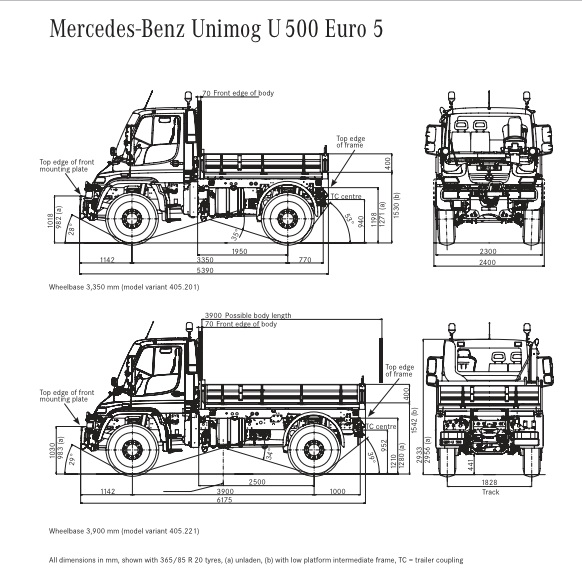 Mercedes-Benz Unimog U 500 Euro 5
70 Front edge of body
Top edge
of frame
Top edge of front
mounting plate
TC centre
400
1018
982 (a)
28°
35°
53°
940
1198
1271 (a)
1530 (b)
1950
1142
3350
770
5390
2300
2400
Wheelbase 3,350 mm (model variant 405.201)
3900 Possible body length
70 Front edge of body
Top edge
of frame
Top edge of front
mounting plate
TC centre
400
1030
983 (a)
29°
34°
39°
952
1210
1280 (a)
1542 (b)
2933
2956 (a)
441
2500
1828
1142
3900
1000
Track
6175
Wheelbase 3,900 mm (model variant 405.221)
All dimensions in mm, shown with 365/85 R 20 tyres, (a) unladen, (b) with low platform intermediate frame, TC = trailer coupling